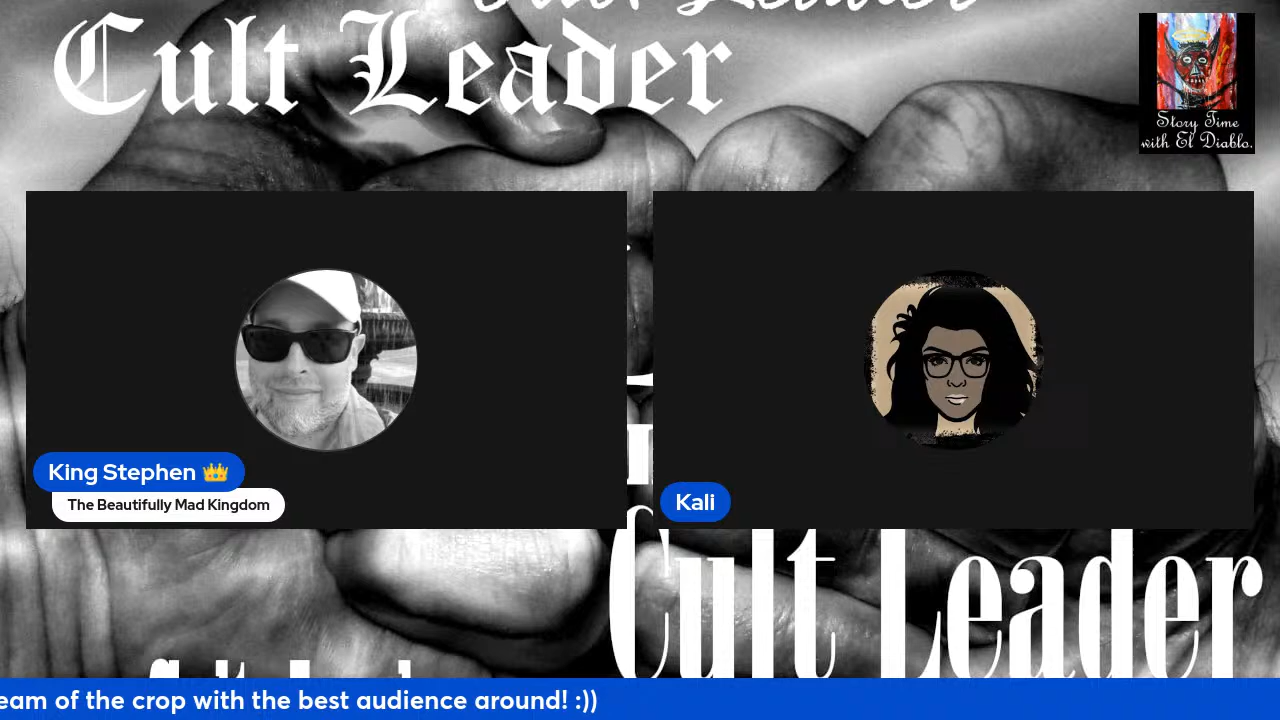 Cult Leader
Story Time
with El Diablo.
King Stephen
The Beautifully Mad Kingdom
Kali
Cult Leader
eam of the crop with the best audience around! :))